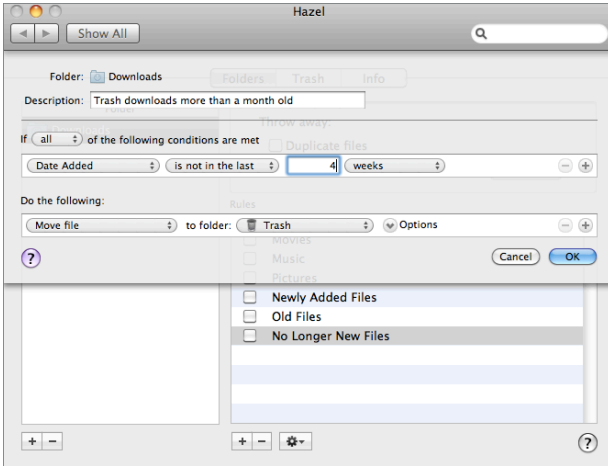 Hazel
Show All
Folder: Downloads
Folders Trash Info
Description: Trash downloads more than a month old
Folder
Throw away:
If all of the following conditions are met
Duplicate files
Date Added is not in the last 4 weeks
Do the following:
Rules
Move file to folder: Trash Options
Movies
? Music Cancel OK
Pictures
Newly Added Files
Old Files
No Longer New Files
+ − + − ?